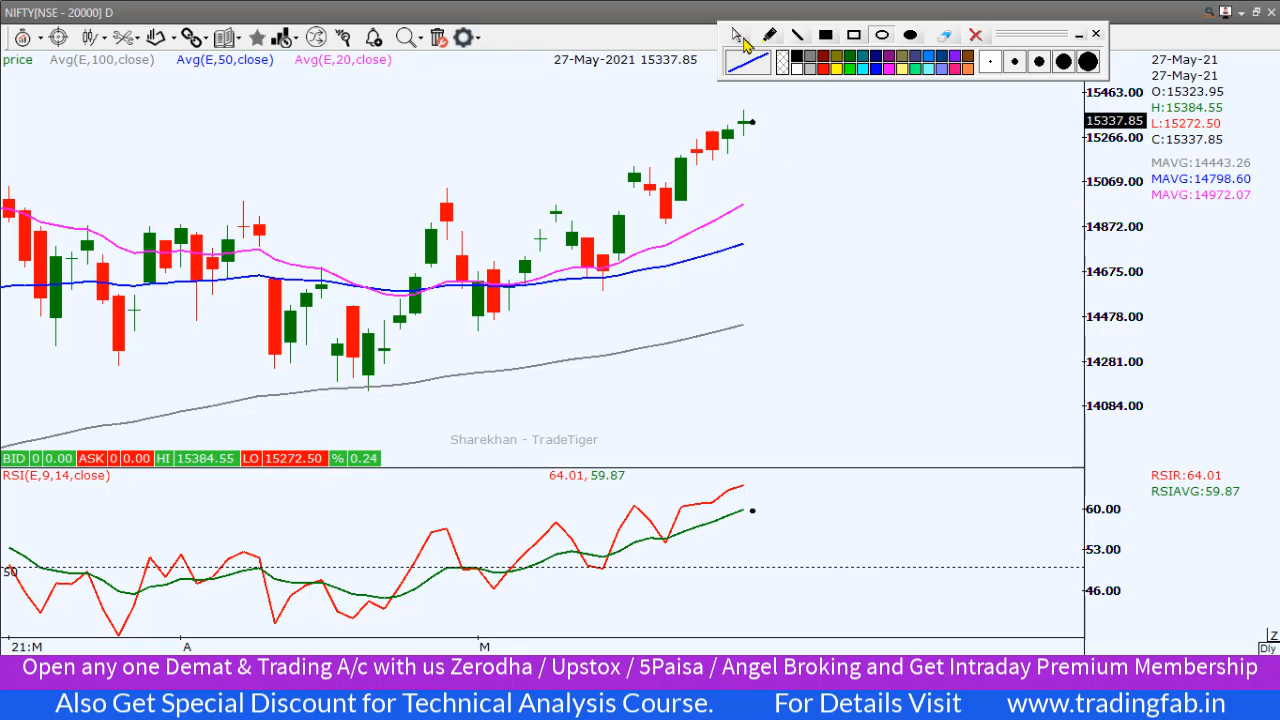 NIFTY[NSE - 20000] D
price Avg(E,100,close) Avg(E,50,close) Avg(E,20,close) 27-May-2021 15337.85
27-May-21
27-May-21
O:15323.95
H:15384.55
L:15272.50
C:15337.85
MAVG:14443.26
MAVG:14798.60
MAVG:14972.07
15463.00
15337.85
15266.00
15069.00
14872.00
14675.00
14478.00
14281.00
14084.00
Sharekhan - TradeTiger
BID 0 0.00 ASK 0 0.00 HI 15384.55 LO 15272.50 % 0.24
RSI(E,9,14,close) 64.01, 59.87
RSIR:64.01
RSIAVG:59.87
60.00
53.00
46.00
50
21:M A M
Z
Dly
Open any one Demat & Trading A/c with us Zerodha / Upstox / 5Paisa / Angel Broking and Get Intraday Premium Membership
Also Get Special Discount for Technical Analysis Course. For Details Visit www.tradingfab.in